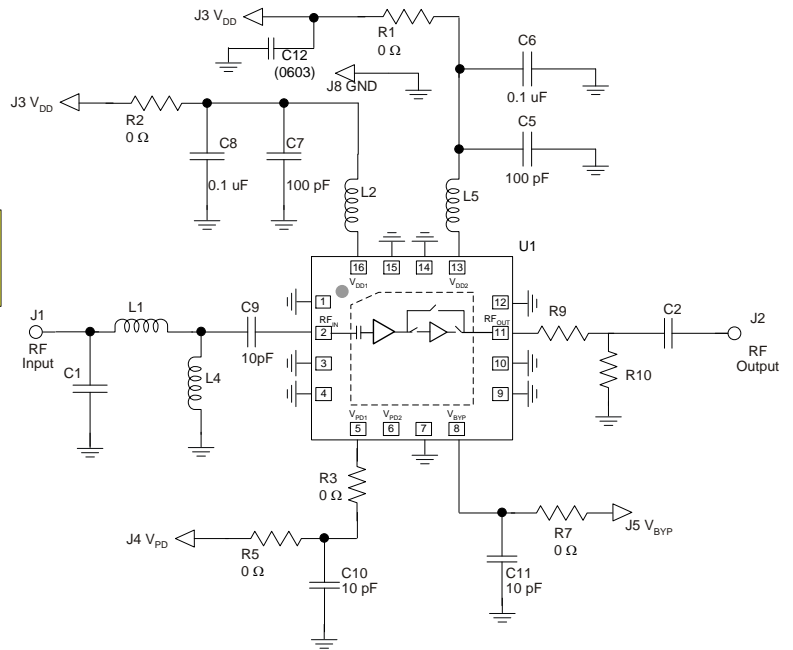 J3 VDD
R1
0 Ω
C12
(0603)
C6
0.1 uF
J8 GND
J3 VDD
R2
0 Ω
C8
0.1 uF
C7
100 pF
C5
100 pF
L2
L5
U1
16
15
14
13
VDD1
VDD2
J1
RF
Input
L1
C9
10pF
C1
L4
1
RFIN
2
3
4
12
RFOUT
11
10
9
R9
C2
J2
RF
Output
R10
VPD1
VPD2
VBYP
5
6
7
8
R3
0 Ω
J4 VPD
R5
0 Ω
C10
10 pF
C11
10 pF
R7
0 Ω
J5 VBYP